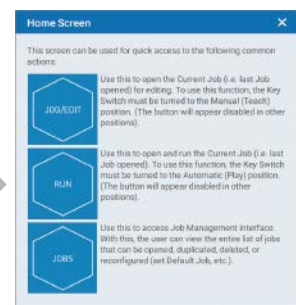 Home Screen ×
This screen can be used for quick access to the following common
actions:
JOG/EDIT
Use this to open the Current Job (i.e. last Job
opened) for editing. To use this function, the Key
Switch must be turned to the Manual (Teach)
position. (The button will appear disabled in other
positions).
RUN
Use this to open and run the Current Job (i.e. last
Job opened). To use this function, the Key Switch
must be turned to the Automatic (Play) position.
(The button will appear disabled in other
positions).
JOBS
Use this to access Job Management interface.
With this, the user can view the entire list of jobs
that can be opened, duplicated, deleted, or
reconfigured (set Default Job, etc.).